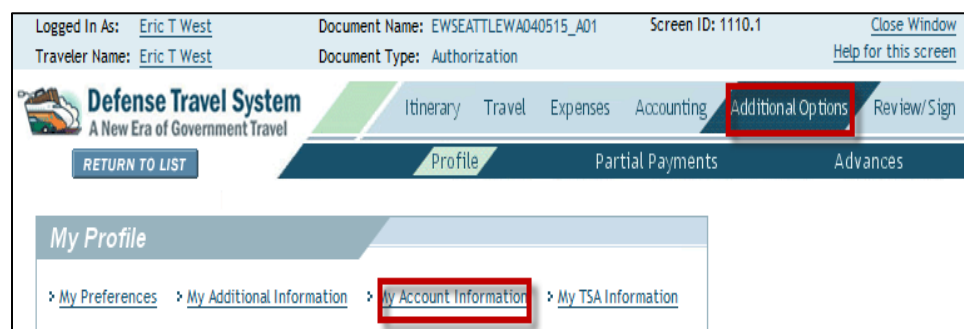 Logged In As: Eric T West Document Name: EWSEATTLEWA040515_A01 Screen ID: 1110.1 Close Window
Traveler Name: Eric T West Document Type: Authorization Help for this screen
Defense Travel System
A New Era of Government Travel
Itinerary Travel Expenses Accounting Additional Options Review/Sign
RETURN TO LIST Profile Partial Payments Advances
My Profile
My Preferences My Additional Information My Account Information My TSA Information